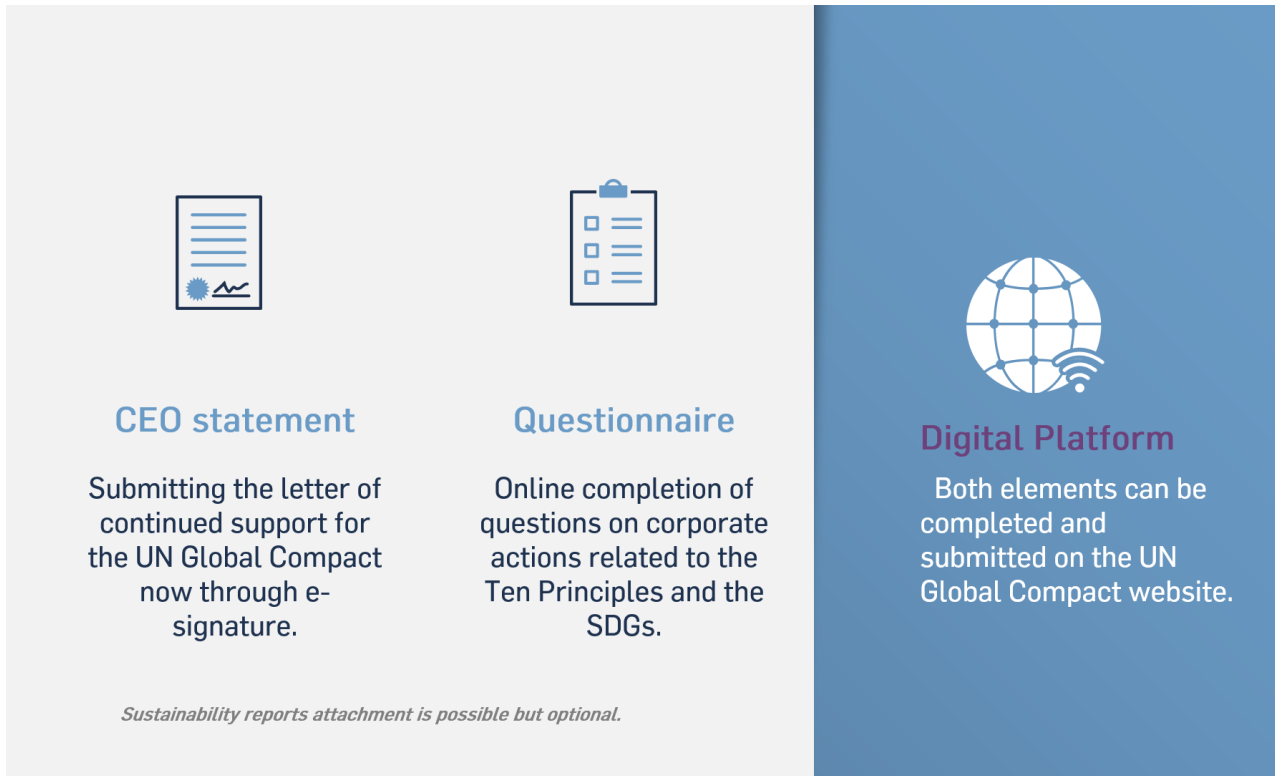 CEO statement
Submitting the letter of
continued support for
the UN Global Compact
now through e-
signature.
Questionnaire
Online completion of
questions on corporate
actions related to the
Ten Principles and the
SDGs.
Sustainability reports attachment is possible but optional.
Digital Platform
Both elements can be
completed and
submitted on the UN
Global Compact website.